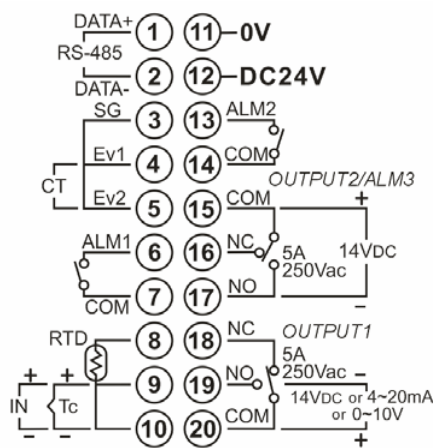 DATA+ 1 11 0V
RS-485
DATA- 2 12 DC24V
SG 3 13 ALM2
Ev1 4 14 COM
CT
OUTPUT2/ALM3
Ev2 5 15 COM +
ALM1 6 16 NC 5A 250Vac 14VDC
COM 7 17 NO −
RTD 8 18 NC OUTPUT1
5A
250Vac
+ + 9 19 NO −
IN Tc 14VDC or 4~20mA
or 0~10V
− − 10 20 COM +